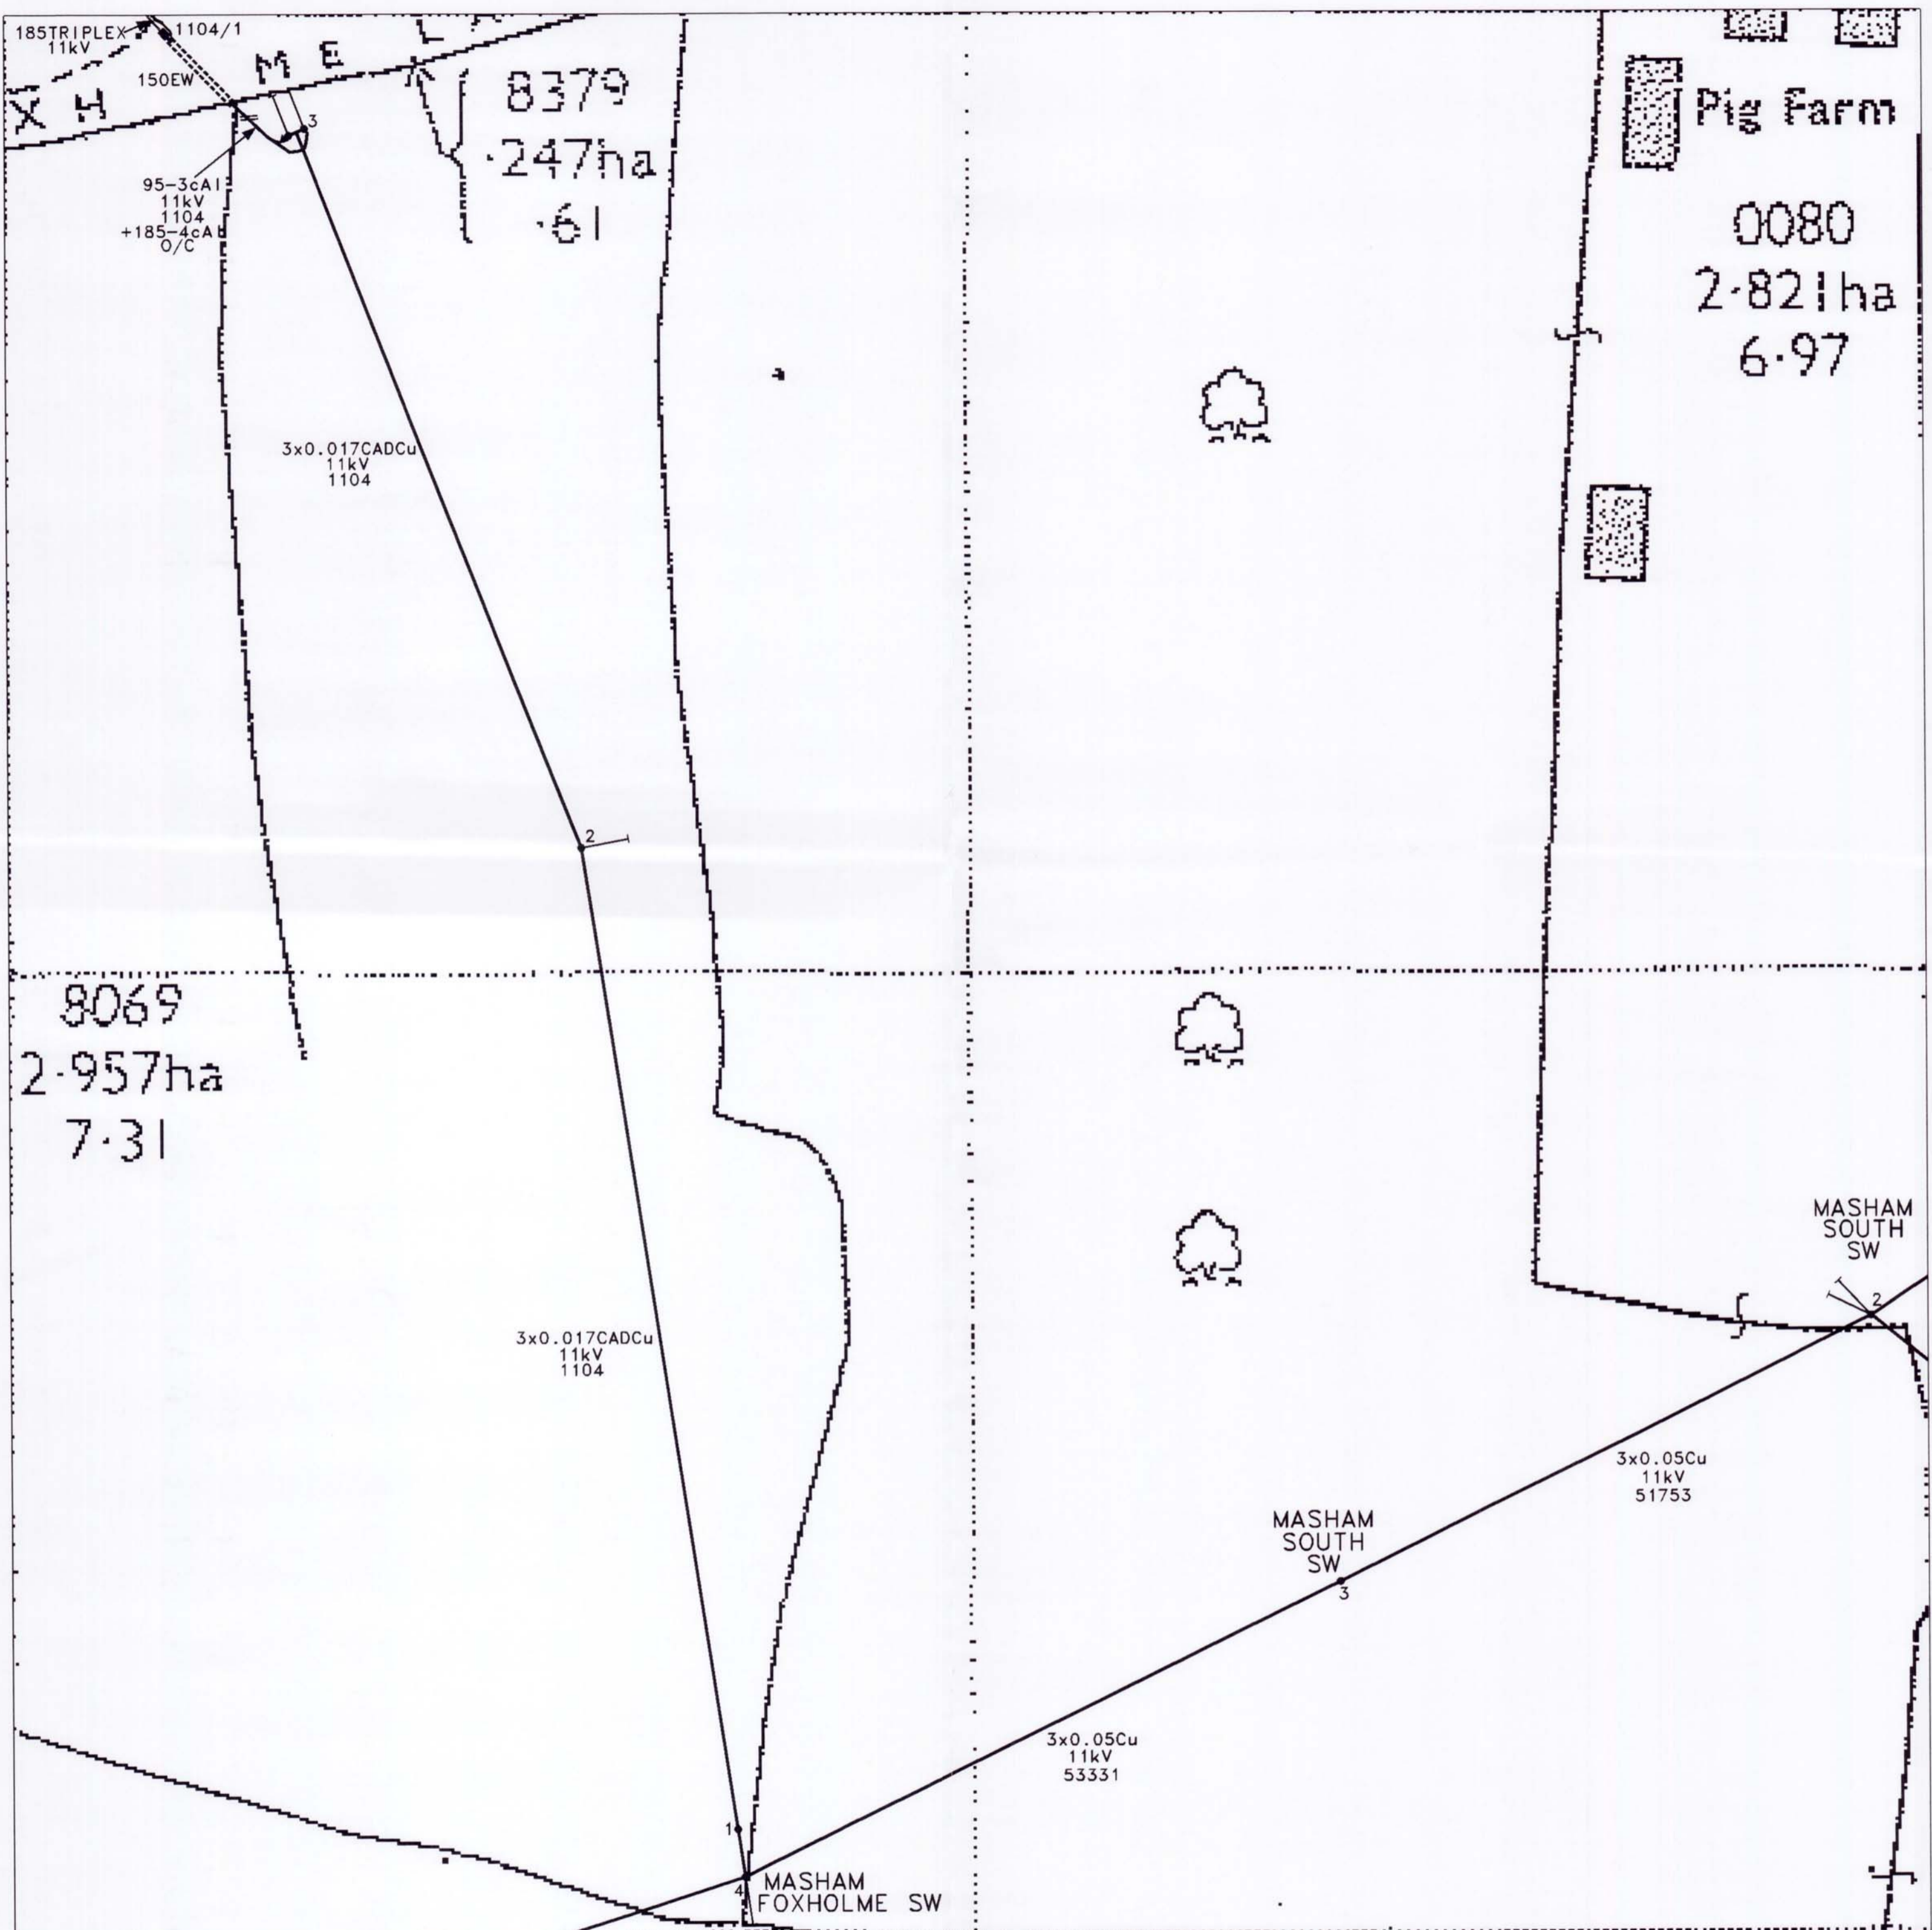 185TRIPLEX
11kV
1104/1
150EW
X H M E L
3
95-3cAl
11kV
1104
+185-4cAl
O/C
8379
·247ha
·61
Pig Farm
0080
2·821ha
6·97
3x0.017CADCu
11kV
1104
2
8069
2·957ha
7·31
MASHAM
SOUTH
SW
2
3x0.017CADCu
11kV
1104
3x0.05Cu
11kV
51753
MASHAM
SOUTH
SW
3
3x0.05Cu
11kV
53331
1
4
MASHAM
FOXHOLME SW